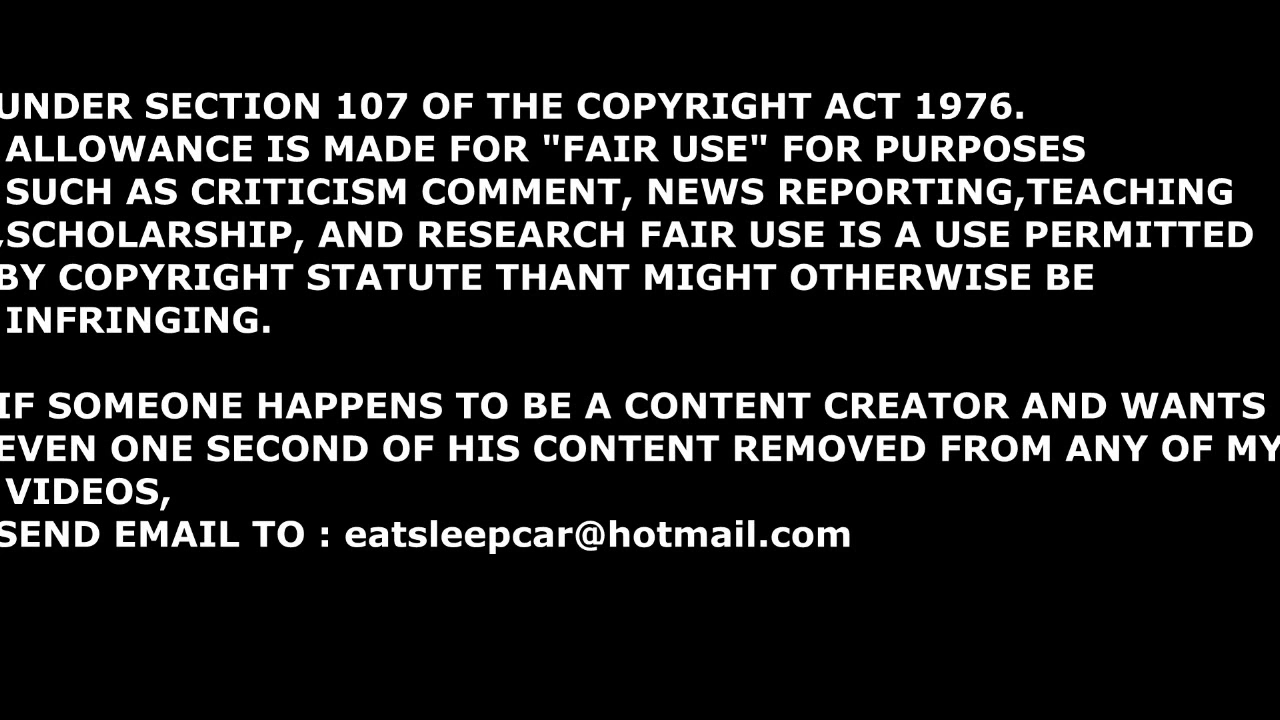 UNDER SECTION 107 OF THE COPYRIGHT ACT 1976.
ALLOWANCE IS MADE FOR "FAIR USE" FOR PURPOSES
SUCH AS CRITICISM COMMENT, NEWS REPORTING,TEACHING
,SCHOLARSHIP, AND RESEARCH FAIR USE IS A USE PERMITTED
BY COPYRIGHT STATUTE THANT MIGHT OTHERWISE BE
INFRINGING.
IF SOMEONE HAPPENS TO BE A CONTENT CREATOR AND WANTS
EVEN ONE SECOND OF HIS CONTENT REMOVED FROM ANY OF MY
VIDEOS,
SEND EMAIL TO : eatsleepcar@hotmail.com